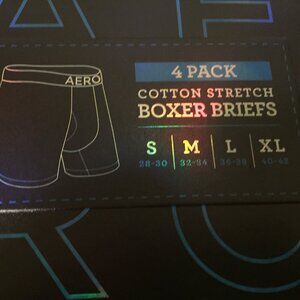 AERO
4 PACK
COTTON STRETCH
BOXER BRIEFS
S M L XL
28-30 32-34 36-38 40-42